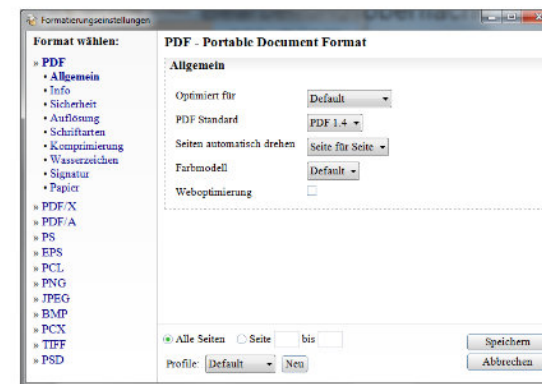 Formatierungseinstellungen
Format wählen:
» PDF
• Allgemein
• Info
• Sicherheit
• Auflösung
• Schriftarten
• Komprimierung
• Wasserzeichen
• Signatur
• Papier
» PDF/X
» PDF/A
» PS
» EPS
» PCL
» PNG
» JPEG
» BMP
» PCX
» TIFF
» PSD
PDF - Portable Document Format
Allgemein
Optimiert für Default
PDF Standard PDF 1.4
Seiten automatisch drehen Seite für Seite
Farbmodell Default
Weboptimierung
Alle Seiten Seite bis
Profile: Default Neu
Speichern
Abbrechen